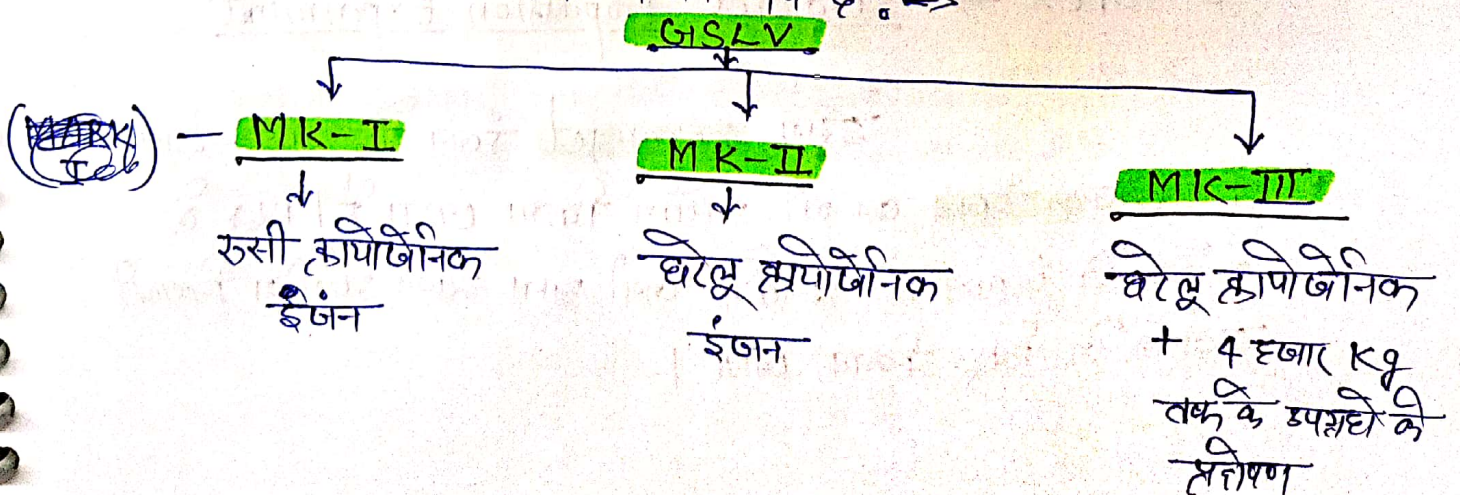 GSLV
MK-I
MK-II
MK-III
रुसी क्रायोजेनिक
ईंजन
घरेलू क्रायोजेनिक
इंजन
घरेलू क्रायोजेनिक
+ 4 हजार Kg
तक के उपग्रहो के
प्रक्षेपण